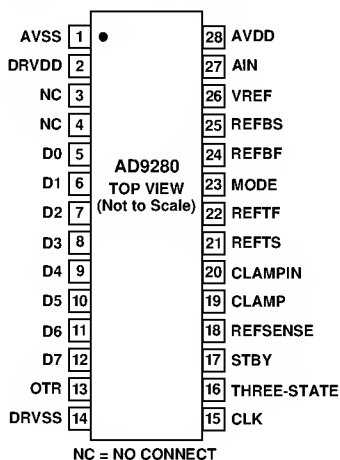 AVSS 1 28 AVDD
DRVDD 2 27 AIN
NC 3 26 VREF
NC 4 25 REFBS
D0 5 24 REFBF
D1 6 23 MODE
D2 7 22 REFTF
D3 8 21 REFTS
D4 9 20 CLAMPIN
D5 10 19 CLAMP
D6 11 18 REFSENSE
D7 12 17 STBY
OTR 13 16 THREE-STATE
DRVSS 14 15 CLK
AD9280
TOP VIEW
(Not to Scale)
NC = NO CONNECT